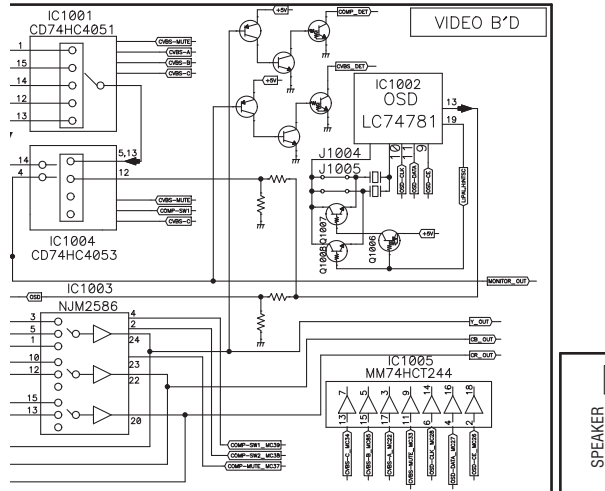 IC1001
CD74HC4051
1
15
14
12
13
CVBS-MUTE
CVBS-A
CVBS-B
CVBS-C
+5V
COMP_DET
+5V
CVBS_DET
VIDEO B'D
IC1002
OSD
LC74781
13
19
10
11
9
OSD-CLK
OSD-DATA
OSD-CE
L:PAL,H:NTSC
J1004
J1005
Q1007
Q1008
Q1006
+5V
14
4
5,13
12
CVBS-MUTE
COMP-SW1
CVBS-C
IC1004
CD74HC4053
MONITOR_OUT
OSD
IC1003
NJM2586
3
5
1
10
12
15
13
4
2
24
23
22
20
Y_OUT
CB_OUT
CR_OUT
IC1005
MM74HCT244
7
5
3
9
14
16
18
13
15
17
11
6
4
2
CVBS-C_MC34
CVBS-B_MC35
CVBS-A_MC22
CVBS-MUTE_MC33
OSD-CLK_MC28
OSD-DATA_MC27
OSD-CE_MC26
COMP-SW1_MC39
COMP-SW2_MC38
COMP-MUTE_MC37
SPEAKER